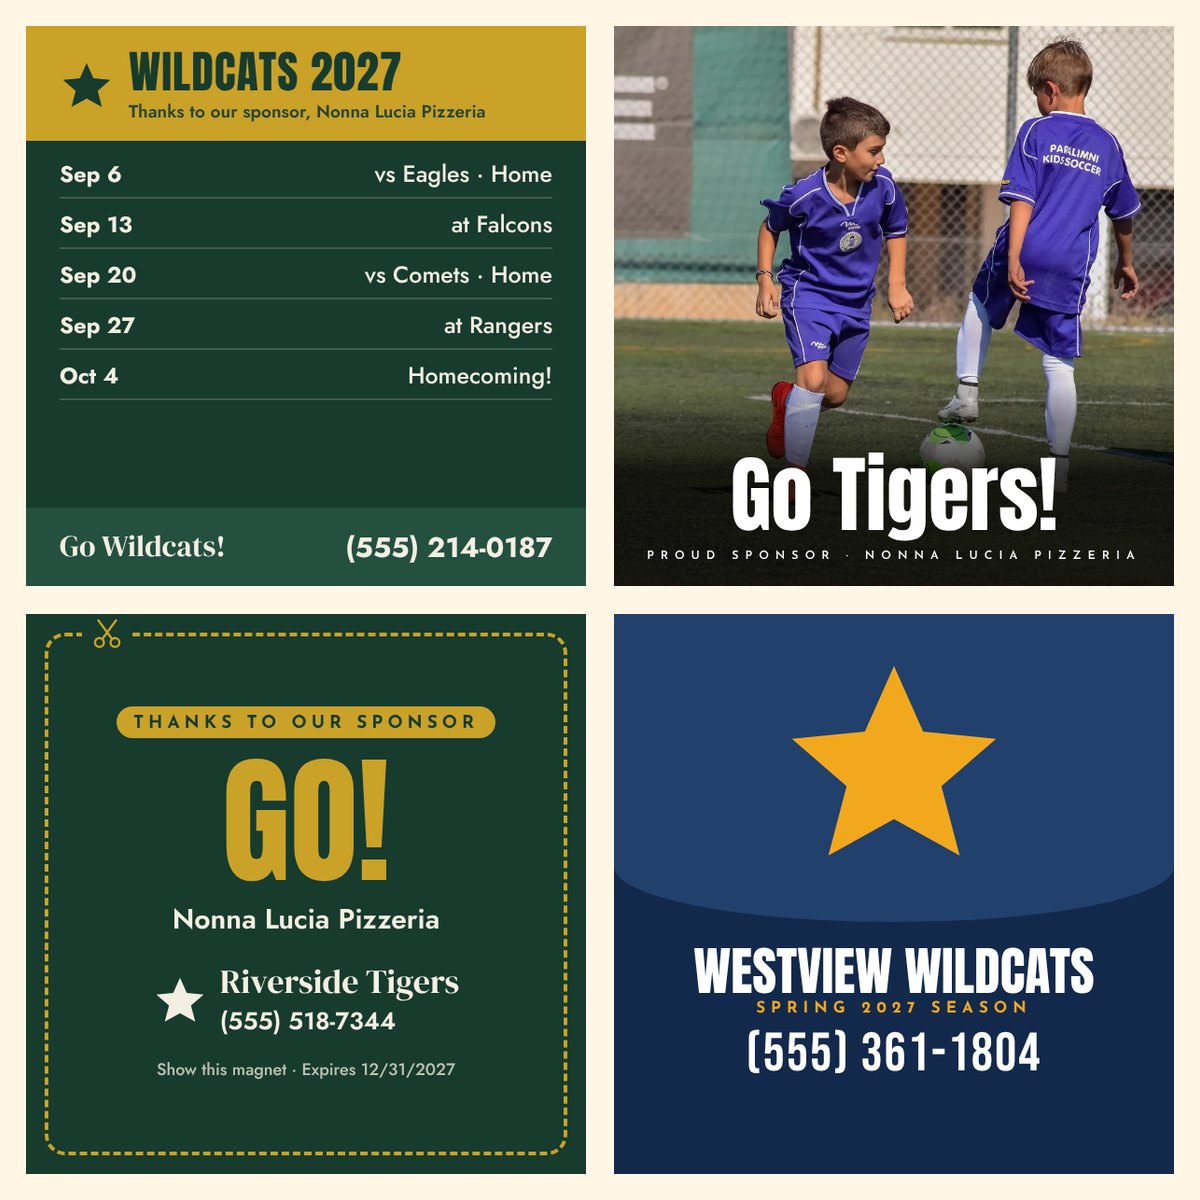 WILDCATS 2027
Thanks to our sponsor, Nonna Lucia Pizzeria
Sep 6 vs Eagles · Home
Sep 13 at Falcons
Sep 20 vs Comets · Home
Sep 27 at Rangers
Oct 4 Homecoming!
Go Wildcats! (555) 214-0187
PARALIMNI
KIDSSOCCER
Go Tigers!
PROUD SPONSOR · NONNA LUCIA PIZZERIA
THANKS TO OUR SPONSOR
GO!
Nonna Lucia Pizzeria
Riverside Tigers
(555) 518-7344
Show this magnet · Expires 12/31/2027
WESTVIEW WILDCATS
SPRING 2027 SEASON
(555) 361-1804